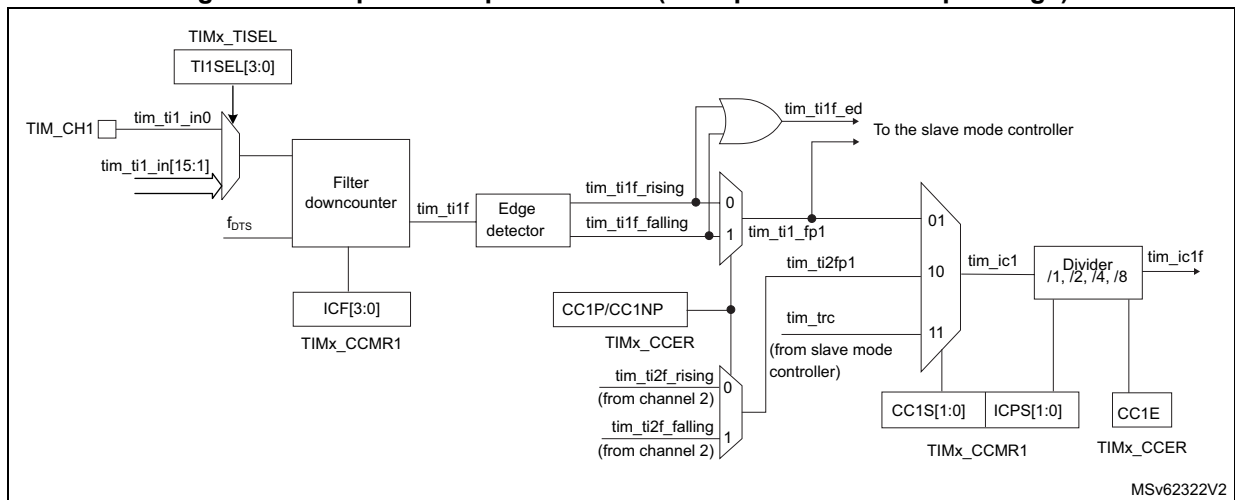 TIMx_TISEL
TI1SEL[3:0]
TIM_CH1
tim_ti1_in0
tim_ti1_in[15:1]
fDTS
Filter
downcounter
ICF[3:0]
TIMx_CCMR1
tim_ti1f
Edge
detector
tim_ti1f_rising
tim_ti1f_falling
tim_ti1f_ed
To the slave mode controller
0
1
tim_ti1_fp1
CC1P/CC1NP
TIMx_CCER
tim_ti2f_rising
(from channel 2)
tim_ti2f_falling
(from channel 2)
0
1
tim_ti2fp1
tim_trc
(from slave mode
controller)
01
10
11
tim_ic1
Divider
/1, /2, /4, /8
tim_ic1f
CC1S[1:0]
ICPS[1:0]
TIMx_CCMR1
CC1E
TIMx_CCER
MSv62322V2